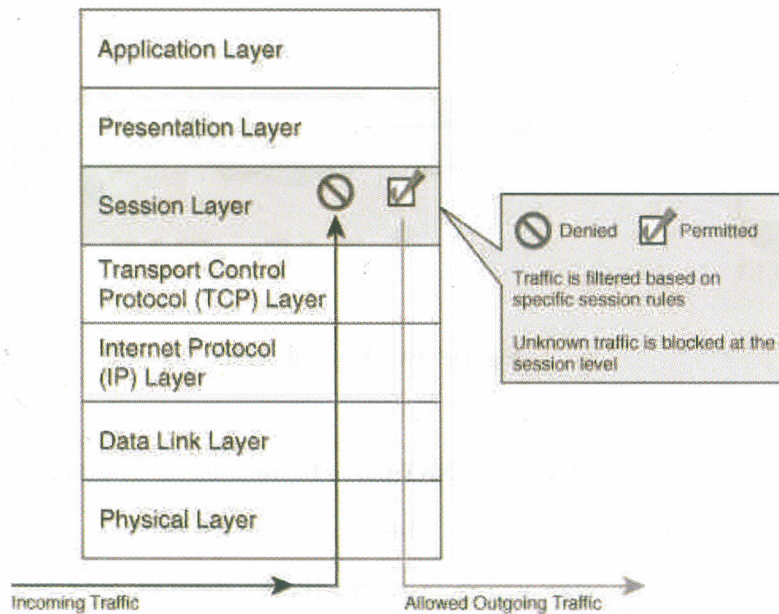 Application Layer
Presentation Layer
Session Layer
Transport Control
Protocol (TCP) Layer
Internet Protocol
(IP) Layer
Data Link Layer
Physical Layer
Denied Permitted
Traffic is filtered based on
specific session rules
Unknown traffic is blocked at the
session level
Incoming Traffic
Allowed Outgoing Traffic